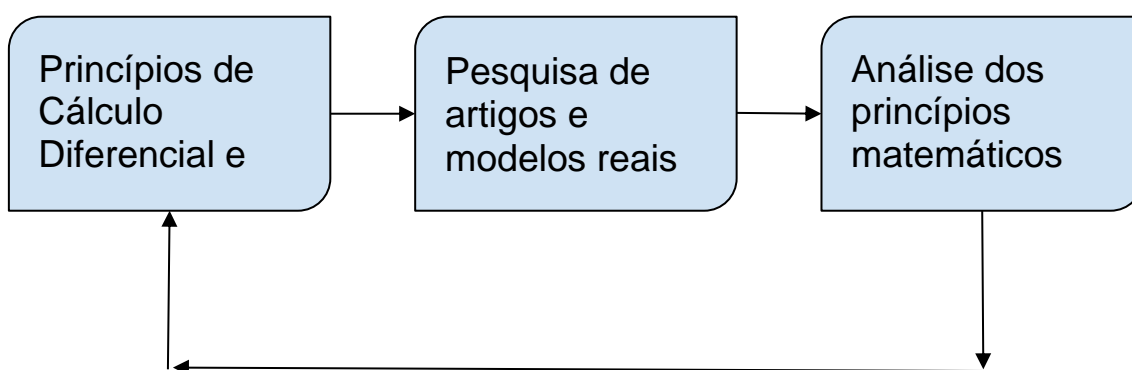 Princípios de
Cálculo
Diferencial e
Pesquisa de
artigos e
modelos reais
Análise dos
princípios
matemáticos